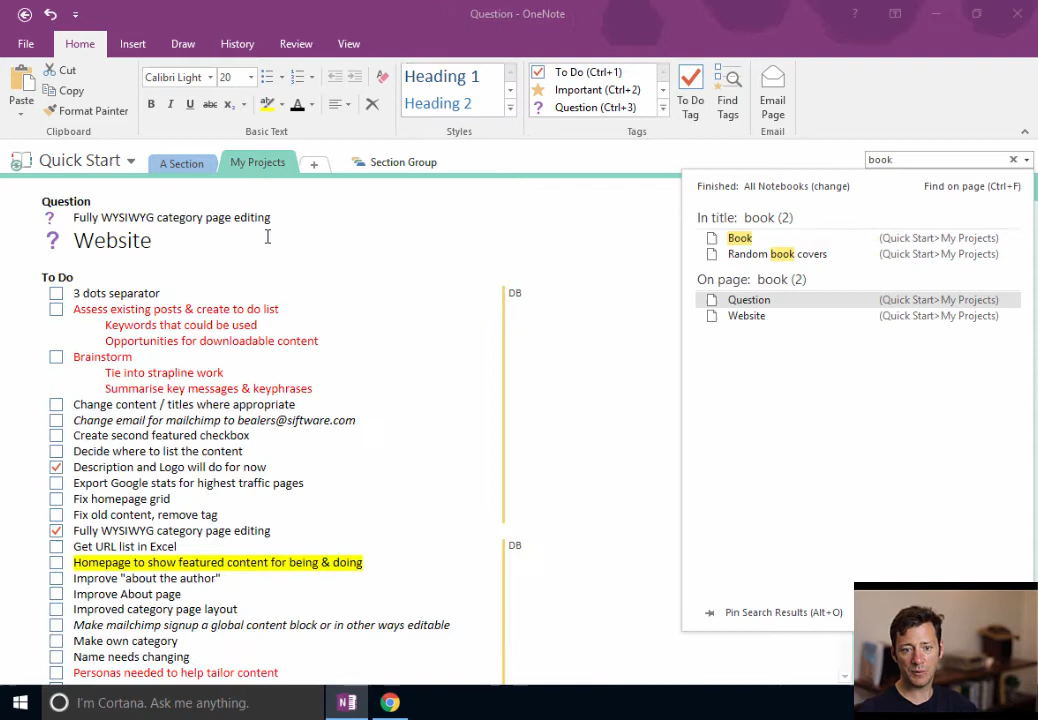 Question - OneNote
File Home Insert Draw History Review View
Paste
Cut
Copy
Format Painter
Clipboard
Calibri Light 20
B I U abc x₂ A
Basic Text
Heading 1
Heading 2
Styles
To Do (Ctrl+1)
Important (Ctrl+2)
Question (Ctrl+3)
Tags
To Do Tag
Find Tags
Email Page
Email
Quick Start A Section My Projects + Section Group
book
Finished: All Notebooks (change) Find on page (Ctrl+F)
In title: book (2)
Book (Quick Start>My Projects)
Random book covers (Quick Start>My Projects)
On page: book (2)
Question (Quick Start>My Projects)
Website (Quick Start>My Projects)
Pin Search Results (Alt+O)
Question
? Fully WYSIWYG category page editing
? Website
To Do
3 dots separator DB
Assess existing posts & create to do list
Keywords that could be used
Opportunities for downloadable content
Brainstorm
Tie into strapline work
Summarise key messages & keyphrases
Change content / titles where appropriate
Change email for mailchimp to bealers@siftware.com
Create second featured checkbox
Decide where to list the content
Description and Logo will do for now
Export Google stats for highest traffic pages
Fix homepage grid
Fix old content, remove tag
Fully WYSIWYG category page editing
Get URL list in Excel DB
Homepage to show featured content for being & doing
Improve "about the author"
Improve About page
Improved category page layout
Make mailchimp signup a global content block or in other ways editable
Make own category
Name needs changing
Personas needed to help tailor content
I'm Cortana. Ask me anything.